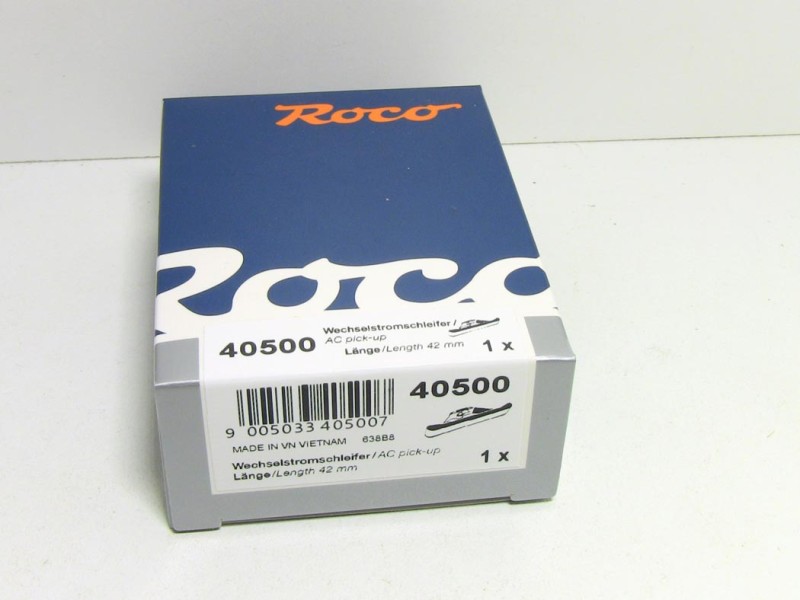 Roco
Roco
40500
Wechselstromschleifer/
AC pick-up
Länge/Length 42 mm
1 x
40500
9 005033 405007
MADE IN VN VIETNAM 638B8
Wechselstromschleifer/AC pick-up
Länge/Length 42 mm
1 x